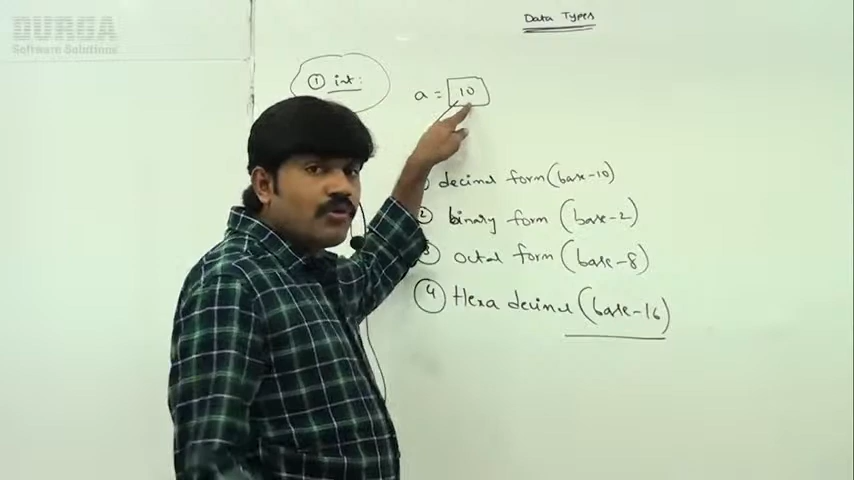 DURGA
Software Solutions
Data Types
① int:
a = 10
decimal form (base-10)
2 binary form (base-2)
3 octal form (base-8)
④ Hexa decimal (base-16)